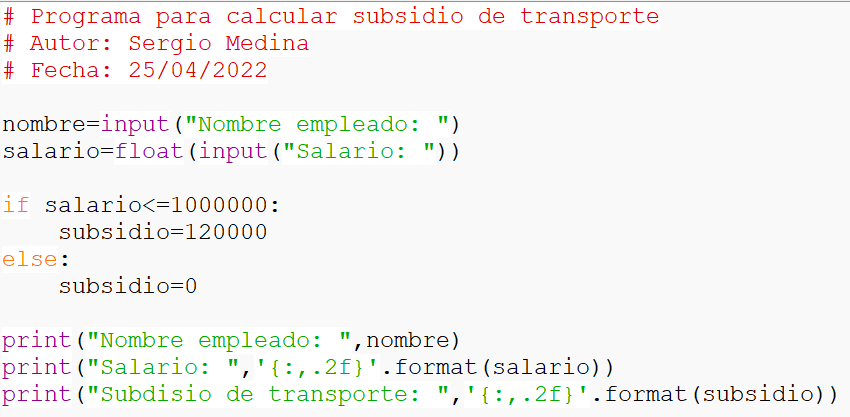 # Programa para calcular subsidio de transporte
# Autor: Sergio Medina
# Fecha: 25/04/2022
nombre=input("Nombre empleado: ")
salario=float(input("Salario: "))
if salario<=1000000:
    subsidio=120000
else:
    subsidio=0
print("Nombre empleado: ",nombre)
print("Salario: ",'{:,.2f}'.format(salario))
print("Subdisio de transporte: ",'{:,.2f}'.format(subsidio))